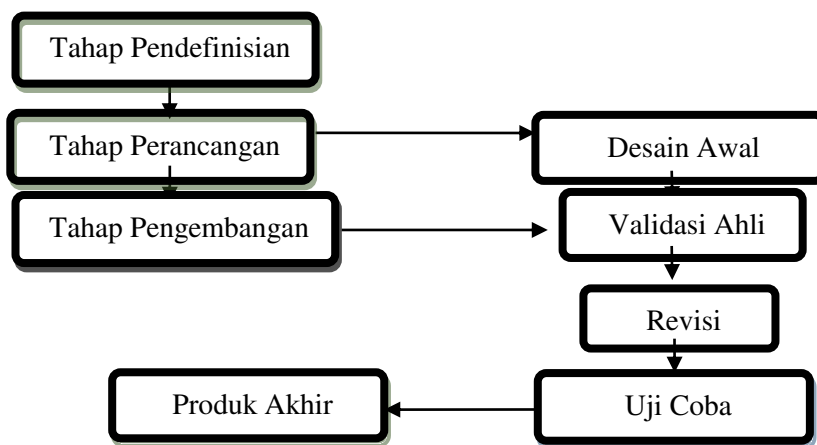 Tahap Pendefinisian
Tahap Perancangan
Desain Awal
Tahap Pengembangan
Validasi Ahli
Revisi
Produk Akhir
Uji Coba